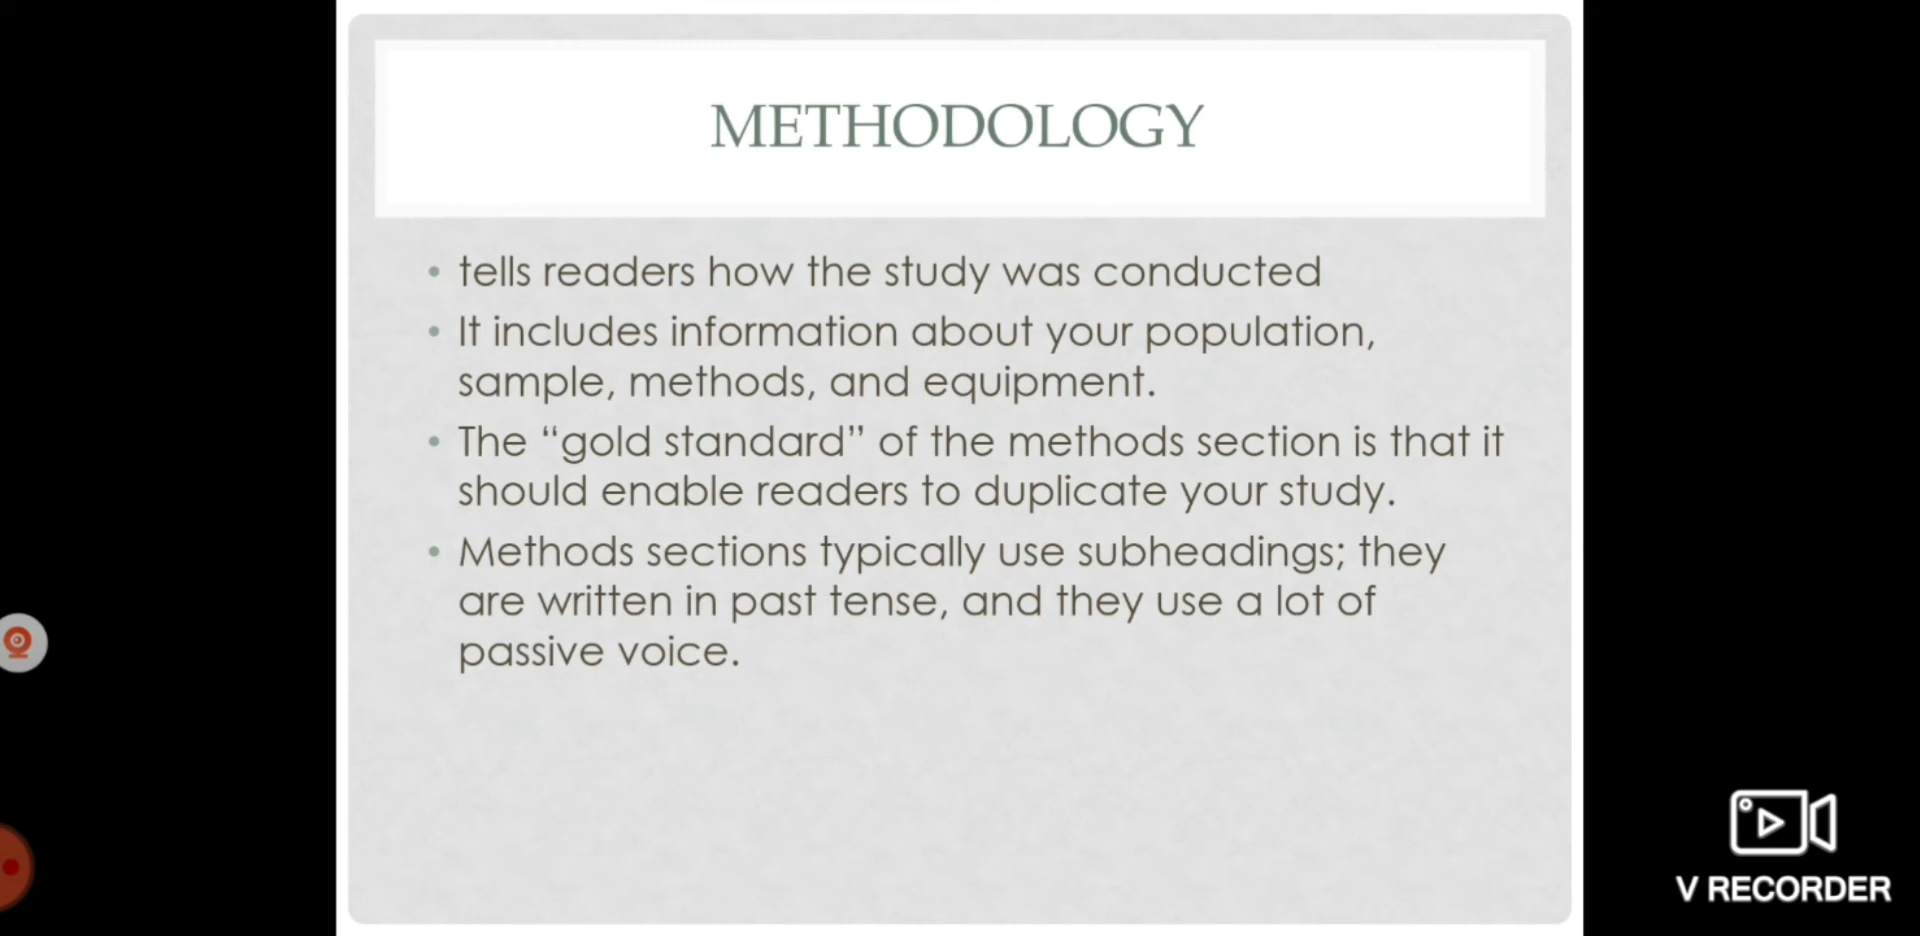 METHODOLOGY
• tells readers how the study was conducted
• It includes information about your population,
sample, methods, and equipment.
• The “gold standard” of the methods section is that it
should enable readers to duplicate your study.
• Methods sections typically use subheadings; they
are written in past tense, and they use a lot of
passive voice.
V RECORDER